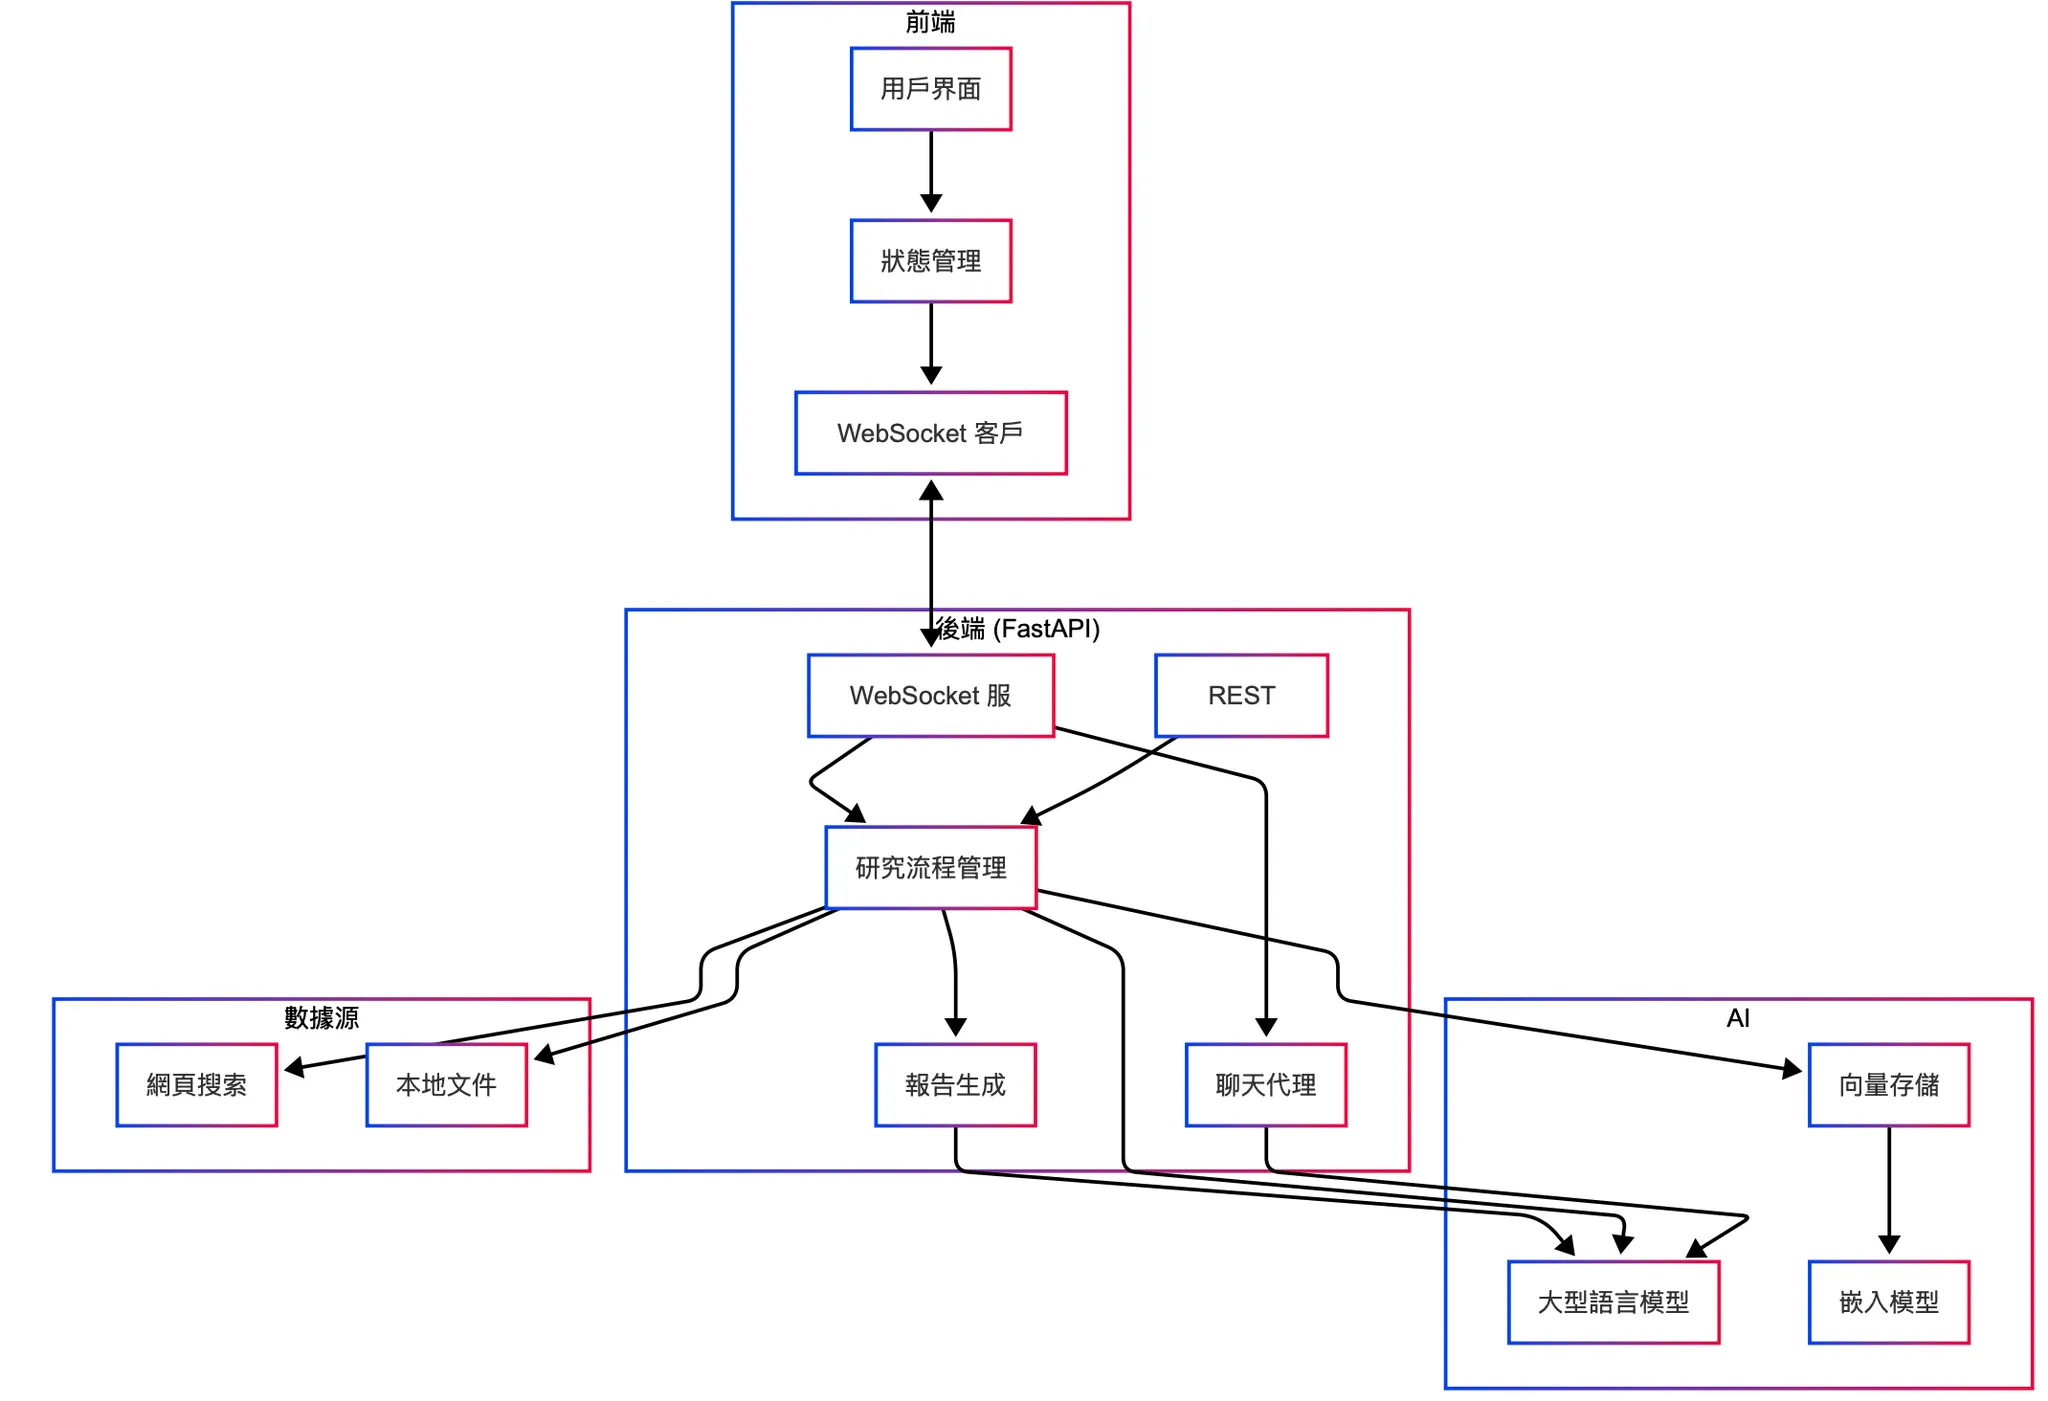 前端
用戶界面
狀態管理
WebSocket 客戶
後端 (FastAPI)
WebSocket 服
REST
研究流程管理
數據源
網頁搜索
本地文件
報告生成
聊天代理
AI
向量存儲
大型語言模型
嵌入模型